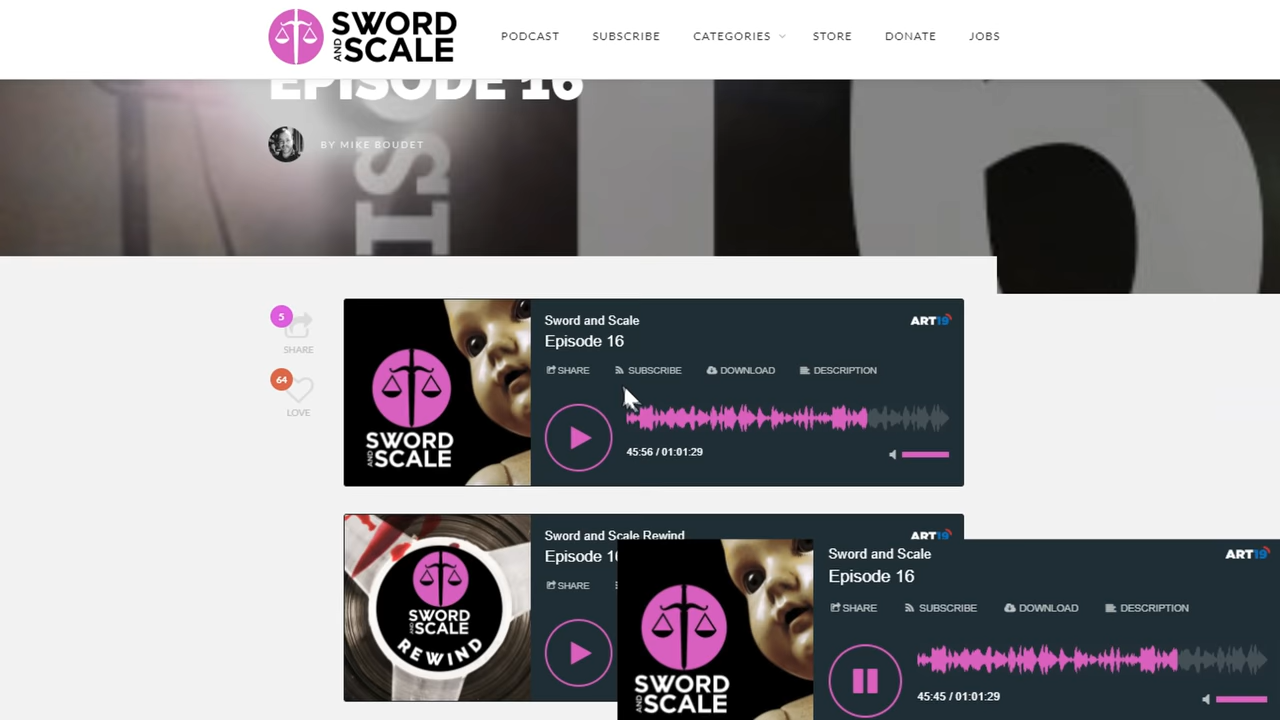 SWORD
AND
SCALE
PODCAST
SUBSCRIBE
CATEGORIES
STORE
DONATE
JOBS
EPISODE 16
BY MIKE BOUDET
5
SHARE
64
LOVE
SWORD
AND
SCALE
Sword and Scale
ART19
Episode 16
SHARE
SUBSCRIBE
DOWNLOAD
DESCRIPTION
45:56 / 01:01:29
SWORD
AND
SCALE
REWIND
Sword and Scale Rewind
ART19
Episode 16
SHARE
SWORD
AND
SCALE
Sword and Scale
ART19
Episode 16
SHARE
SUBSCRIBE
DOWNLOAD
DESCRIPTION
45:45 / 01:01:29